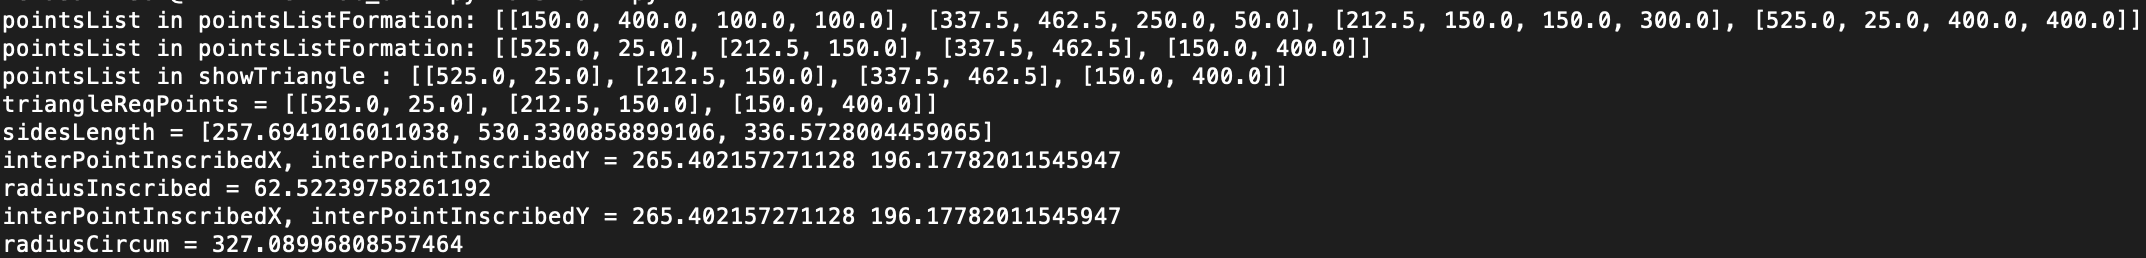 pointsList in pointsListFormation: [[150.0, 400.0, 100.0, 100.0], [337.5, 462.5, 250.0, 50.0], [212.5, 150.0, 150.0, 300.0], [525.0, 25.0, 400.0, 400.0]]
pointsList in pointsListFormation: [[525.0, 25.0], [212.5, 150.0], [337.5, 462.5], [150.0, 400.0]]
pointsList in showTriangle : [[525.0, 25.0], [212.5, 150.0], [337.5, 462.5], [150.0, 400.0]]
triangleReqPoints = [[525.0, 25.0], [212.5, 150.0], [150.0, 400.0]]
sidesLength = [257.6941016011038, 530.3300858899106, 336.5728004459065]
interPointInscribedX, interPointInscribedY = 265.402157271128 196.17782011545947
radiusInscribed = 62.52239758261192
interPointInscribedX, interPointInscribedY = 265.402157271128 196.17782011545947
radiusCircum = 327.08996808557464